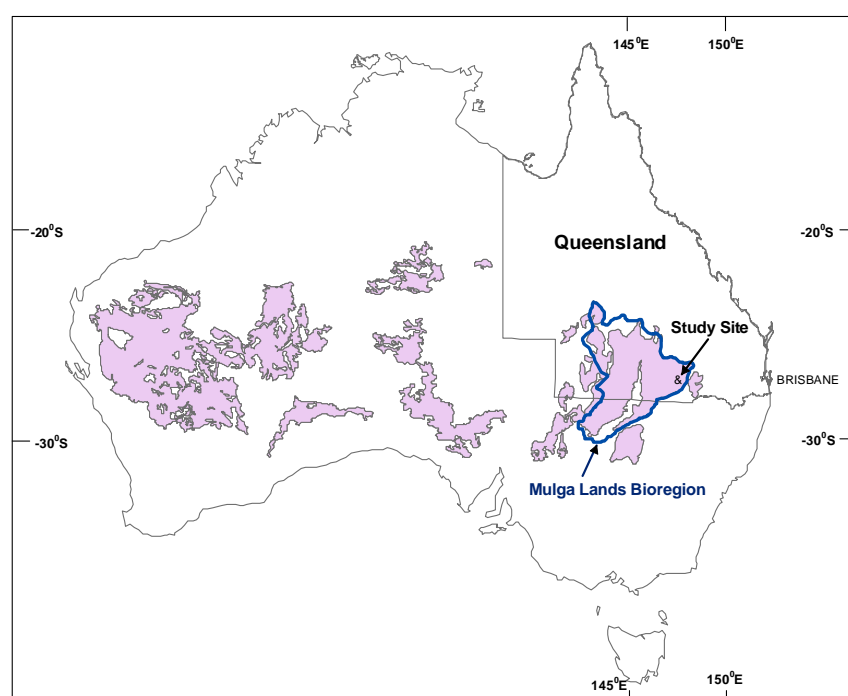 145⁰E 150⁰E
-20⁰S -20⁰S
Queensland
Study Site
& BRISBANE
-30⁰S -30⁰S
Mulga Lands Bioregion
145⁰E 150⁰E